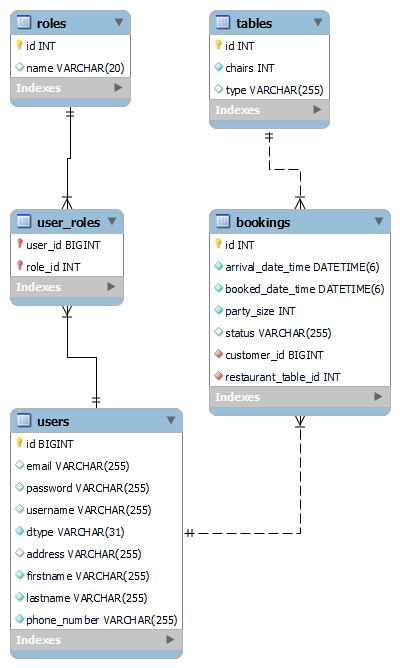 roles
id INT
name VARCHAR(20)
Indexes
tables
id INT
chairs INT
type VARCHAR(255)
Indexes
user_roles
user_id BIGINT
role_id INT
Indexes
bookings
id INT
arrival_date_time DATETIME(6)
booked_date_time DATETIME(6)
party_size INT
status VARCHAR(255)
customer_id BIGINT
restaurant_table_id INT
Indexes
users
id BIGINT
email VARCHAR(255)
password VARCHAR(255)
username VARCHAR(255)
dtype VARCHAR(31)
address VARCHAR(255)
firstname VARCHAR(255)
lastname VARCHAR(255)
phone_number VARCHAR(255)
Indexes